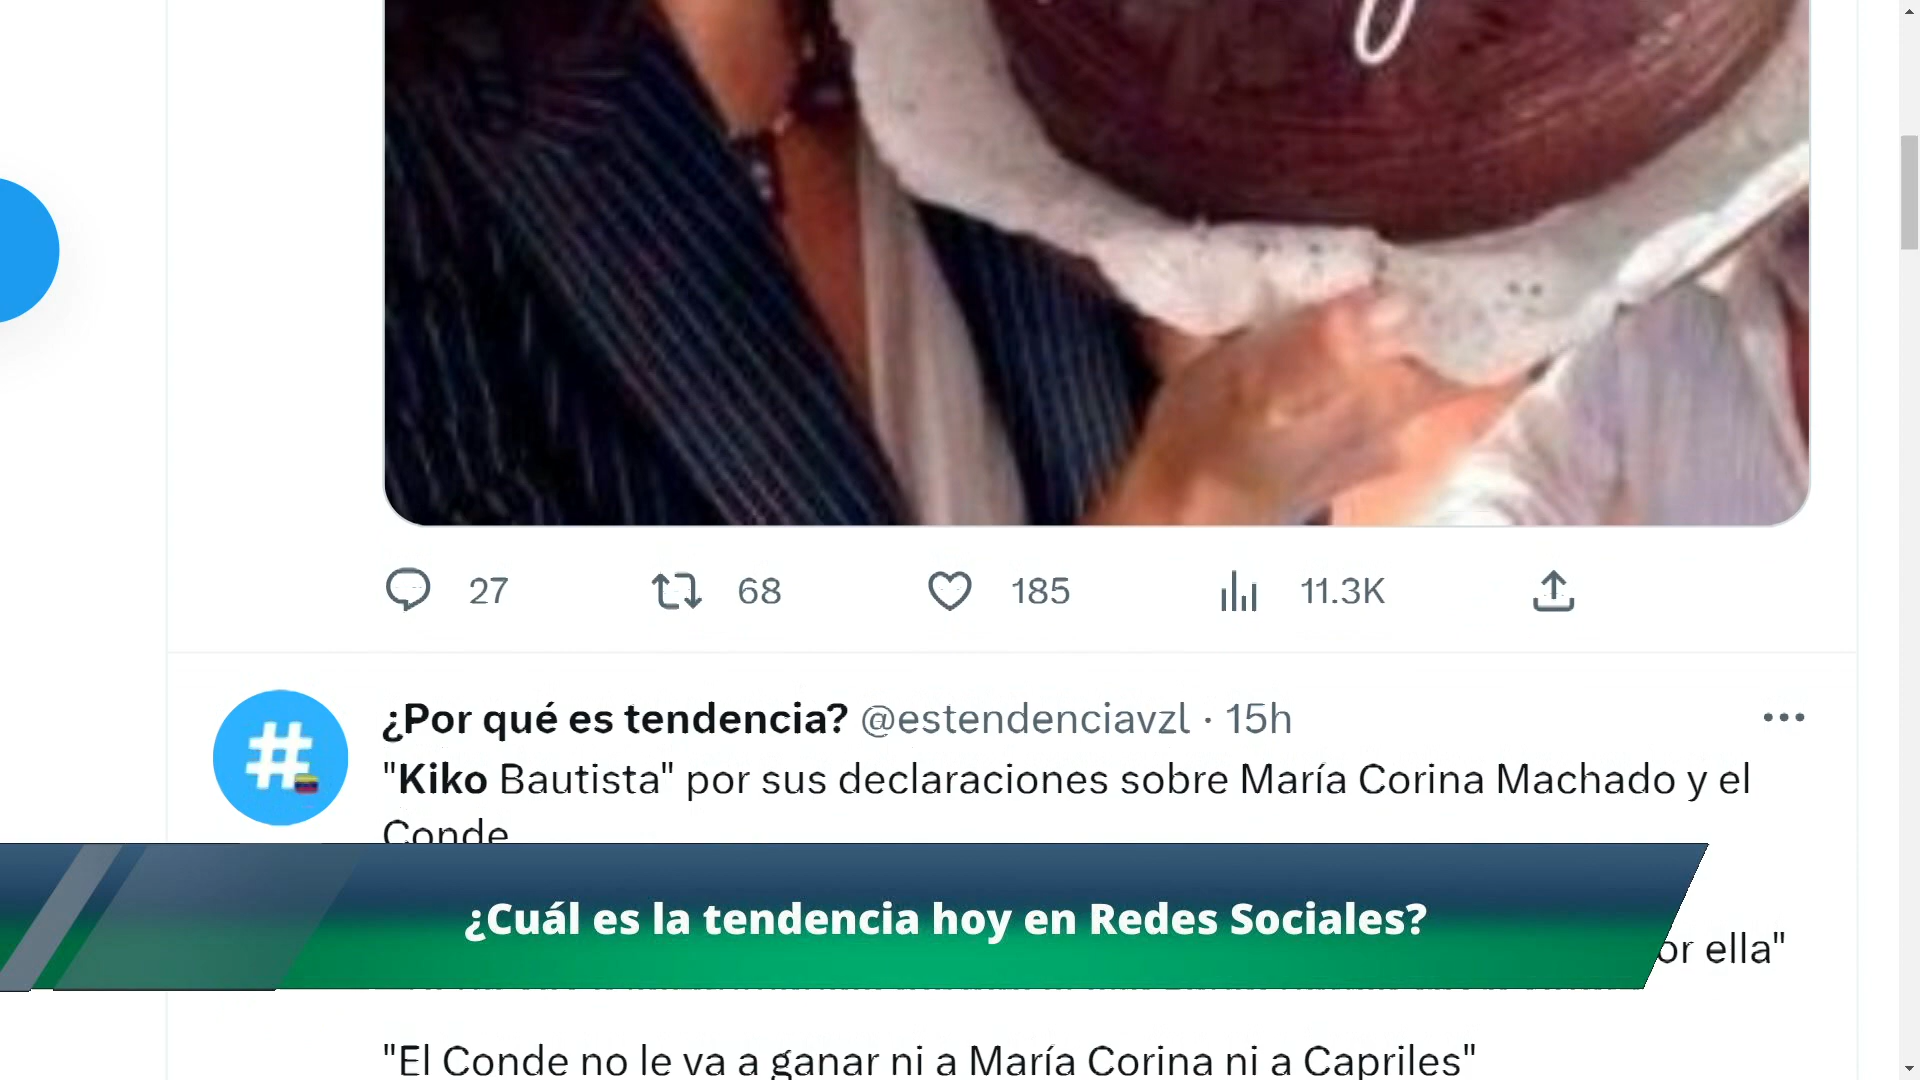 27 68 185 11.3K
¿Por qué es tendencia? @estendenciavzl · 15h
"Kiko Bautista" por sus declaraciones sobre María Corina Machado y el
Conde
¿Cuál es la tendencia hoy en Redes Sociales?
ella"
"El Conde no le va a ganar ni a María Corina ni a Capriles"